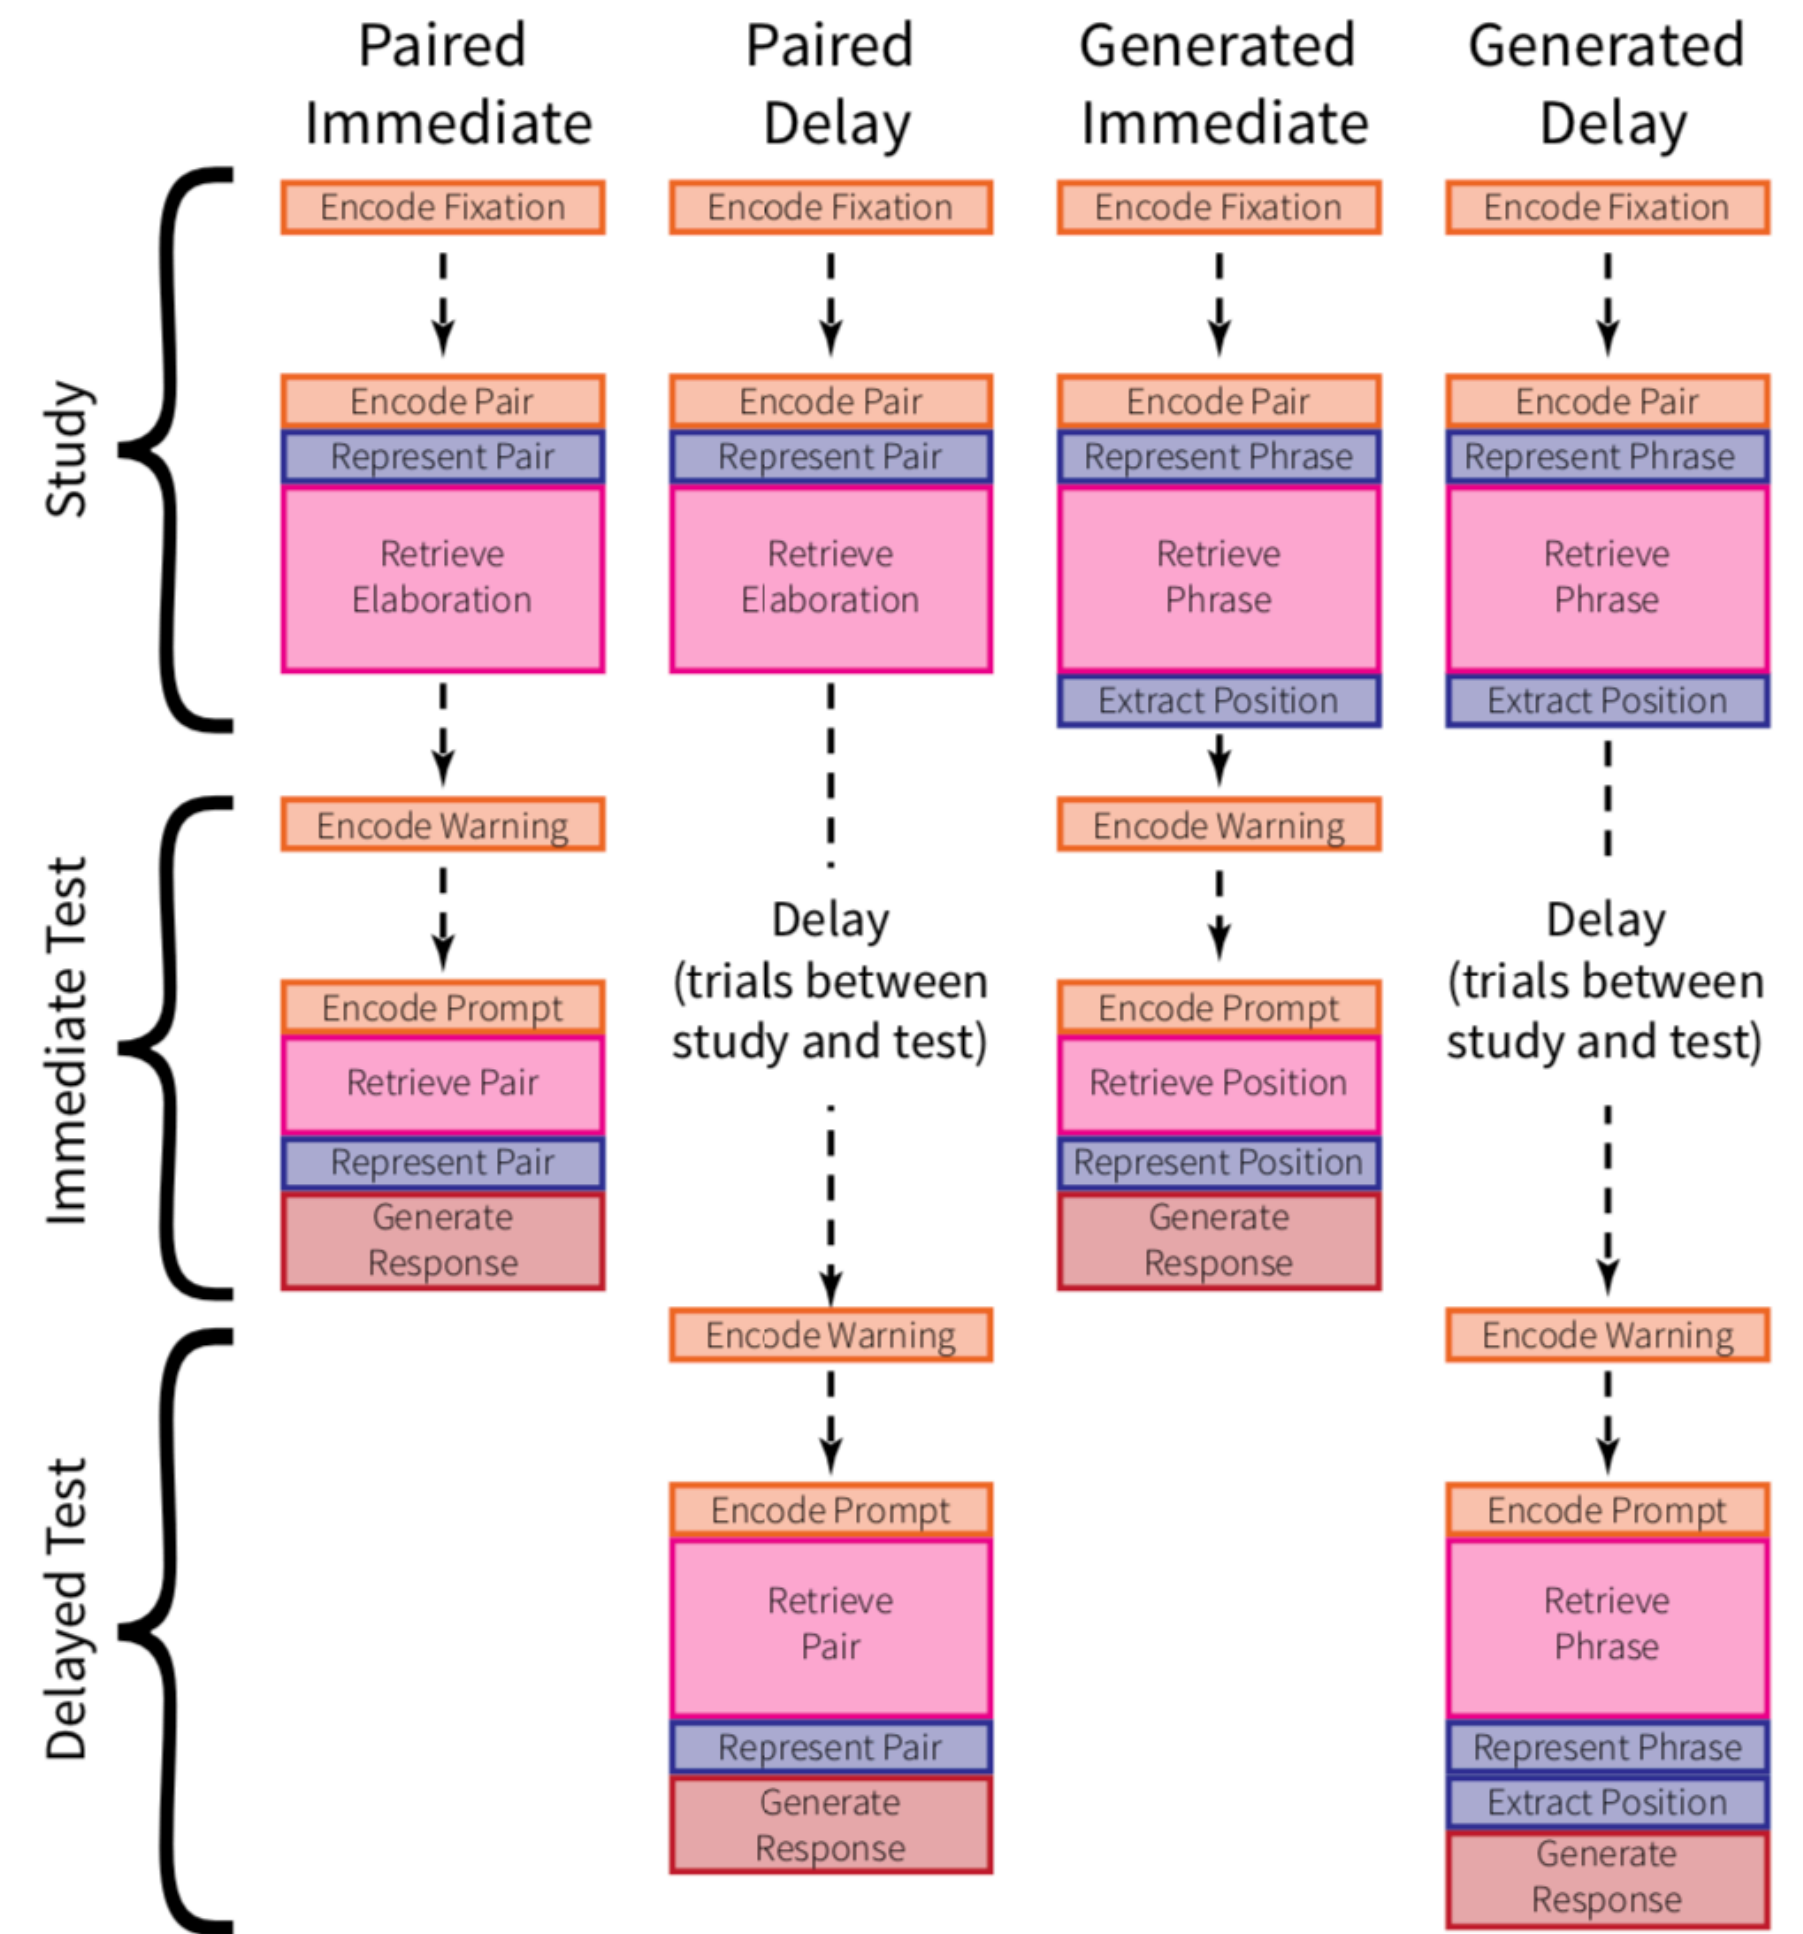 Paired
Immediate
Paired
Delay
Generated
Immediate
Generated
Delay
Study
Encode Fixation
Encode Fixation
Encode Fixation
Encode Fixation
Encode Pair
Encode Pair
Encode Pair
Encode Pair
Represent Pair
Represent Pair
Represent Phrase
Represent Phrase
Retrieve
Elaboration
Retrieve
Elaboration
Retrieve
Phrase
Retrieve
Phrase
Extract Position
Extract Position
Immediate Test
Encode Warning
Encode Warning
Delay
(trials between
study and test)
Delay
(trials between
study and test)
Encode Prompt
Encode Prompt
Retrieve Pair
Retrieve Position
Represent Pair
Represent Position
Generate
Response
Generate
Response
Delayed Test
Encode Warning
Encode Warning
Encode Prompt
Encode Prompt
Retrieve
Pair
Retrieve
Phrase
Represent Pair
Represent Phrase
Extract Position
Generate
Response
Generate
Response